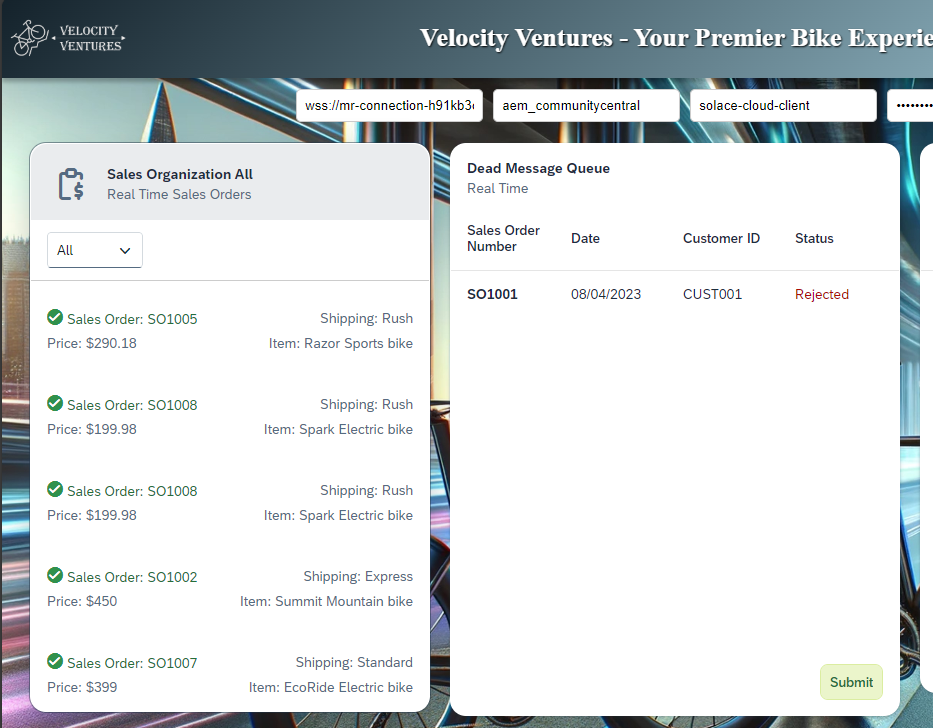 VELOCITY
VENTURES
Velocity Ventures - Your Premier Bike Experie
wss://mr-connection-h91kb3
aem_communitycentral
solace-cloud-client
••••••••
Sales Organization All
Real Time Sales Orders
All
Sales Order: SO1005
Shipping: Rush
Price: $290.18
Item: Razor Sports bike
Sales Order: SO1008
Shipping: Rush
Price: $199.98
Item: Spark Electric bike
Sales Order: SO1008
Shipping: Rush
Price: $199.98
Item: Spark Electric bike
Sales Order: SO1002
Shipping: Express
Price: $450
Item: Summit Mountain bike
Sales Order: SO1007
Shipping: Standard
Price: $399
Item: EcoRide Electric bike
Dead Message Queue
Real Time
Sales Order
Number
Date
Customer ID
Status
SO1001
08/04/2023
CUST001
Rejected
Submit